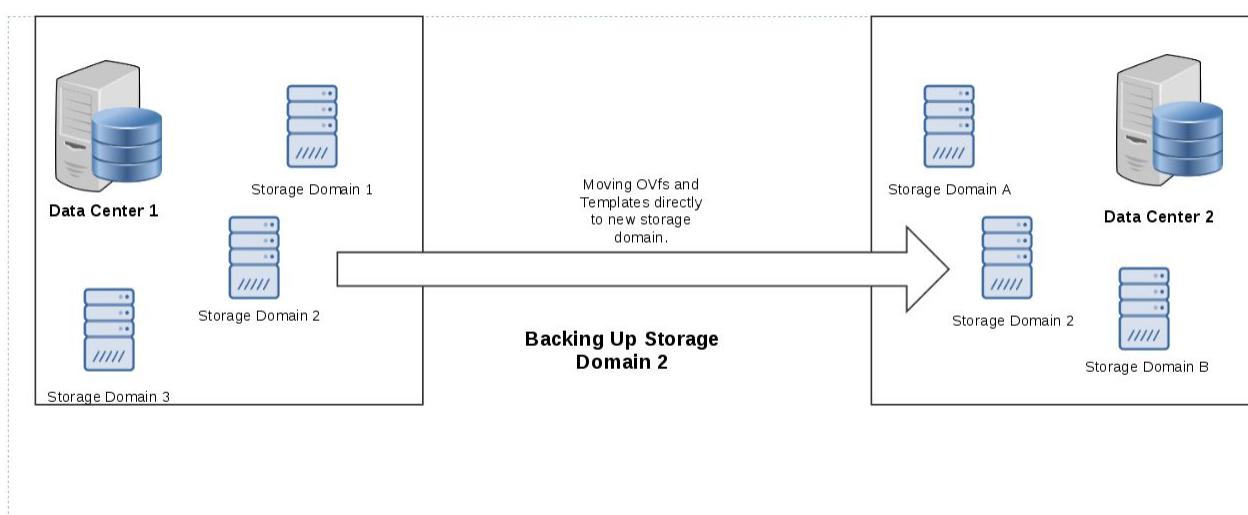 Storage Domain 1
Data Center 1
Storage Domain 2
Storage Domain 3
Moving OVfs and
Templates directly
to new storage
domain.
Backing Up Storage
Domain 2
Storage Domain A
Data Center 2
Storage Domain 2
Storage Domain B